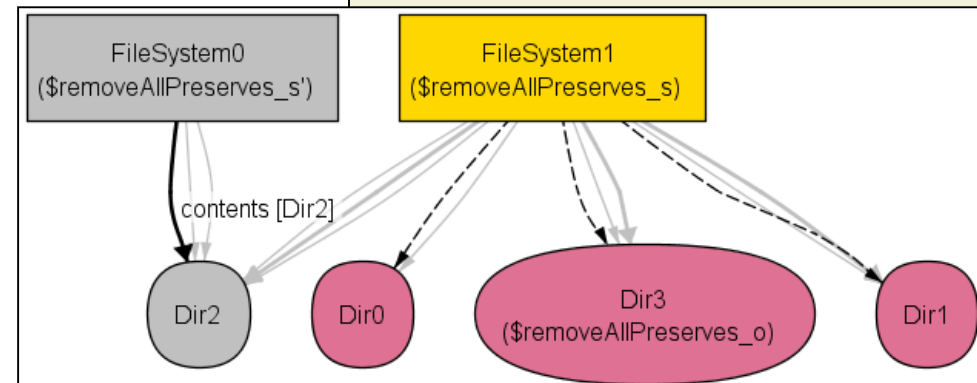 FileSystem0
($removeAllPreserves_s')
FileSystem1
($removeAllPreserves_s)
contents [Dir2]
Dir2
Dir0
Dir3
($removeAllPreserves_o)
Dir1